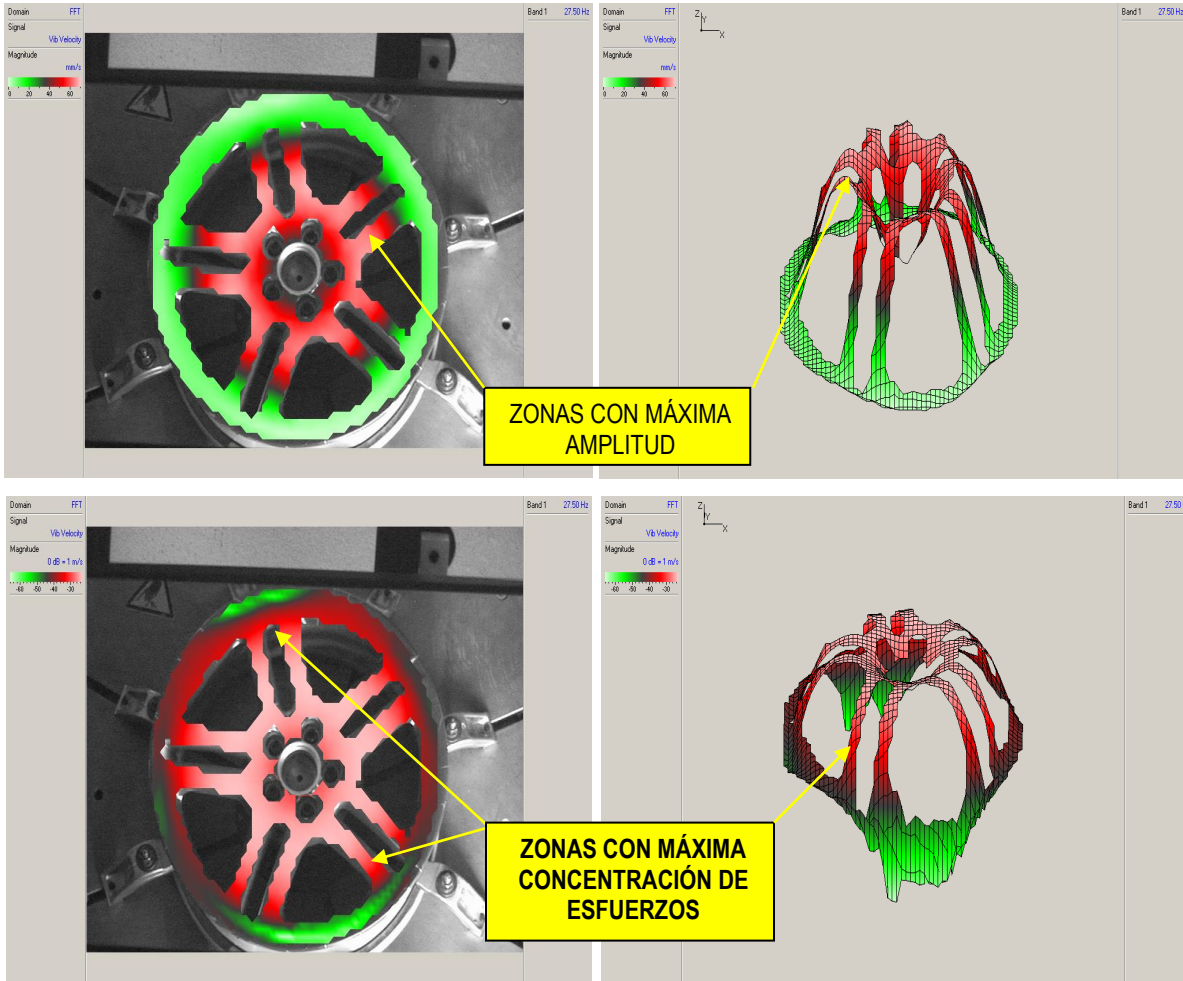 Domain FFT
Signal
Vib Velocity
Magnitude
mm/s
0 20 40 60
Band 1 27.50 Hz
Domain FFT
Signal
Vib Velocity
Magnitude
mm/s
0 20 40 60
Z
Y
X
Band 1 27.50 Hz
ZONAS CON MÁXIMA
AMPLITUD
Domain FFT
Signal
Vib Velocity
Magnitude
0 dB = 1 m/s
-60 -50 -40 -30
Band 1 27.50 Hz
Domain FFT
Signal
Vib Velocity
Magnitude
0 dB = 1 m/s
-60 -50 -40 -30
Z
Y
X
Band 1 27.50
ZONAS CON MÁXIMA
CONCENTRACIÓN DE
ESFUERZOS